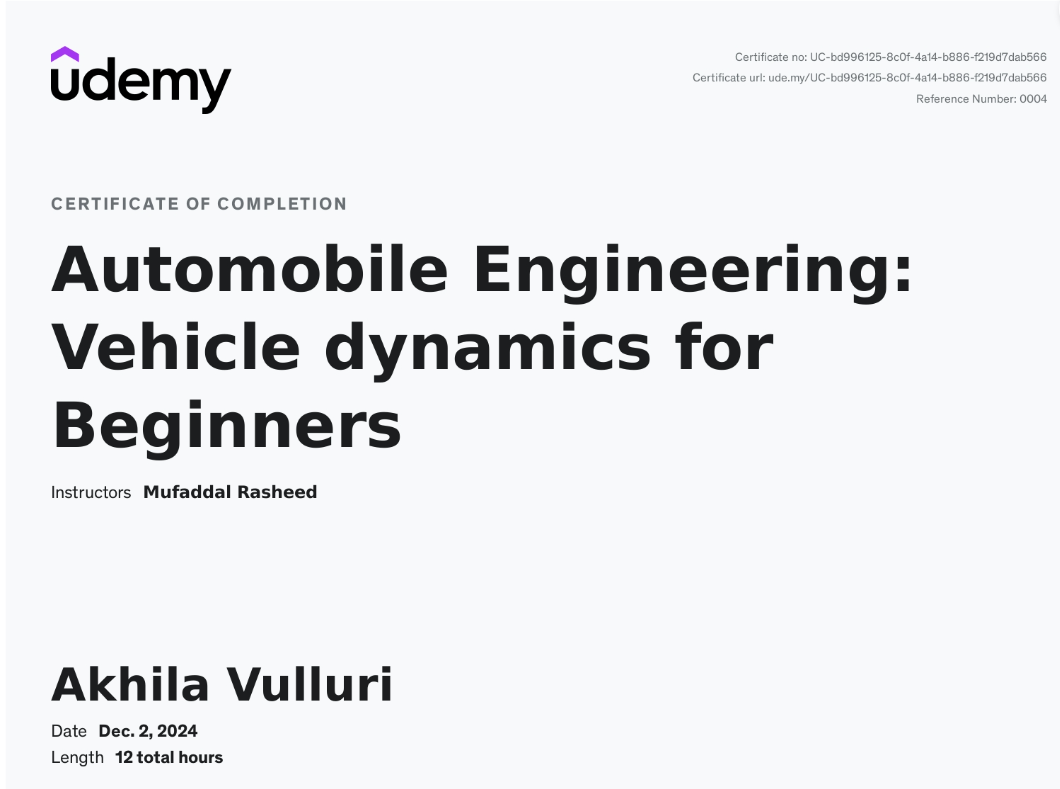 udemy
Certificate no: UC-bd996125-8c0f-4a14-b886-f219d7dab566
Certificate url: ude.my/UC-bd996125-8c0f-4a14-b886-f219d7dab566
Reference Number: 0004
CERTIFICATE OF COMPLETION
Automobile Engineering:
Vehicle dynamics for
Beginners
Instructors Mufaddal Rasheed
Akhila Vulluri
Date Dec. 2, 2024
Length 12 total hours